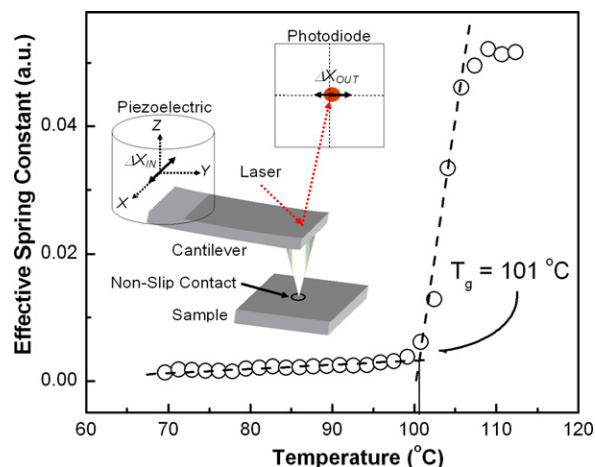 Effective Spring Constant (a.u.)
0.04
0.02
0.00
Photodiode
ΔX_OUT
Piezoelectric
Z
ΔX_IN
Y
X
Laser
Cantilever
Non-Slip Contact
Sample
T_g = 101 °C
60 70 80 90 100 110 120
Temperature (°C)